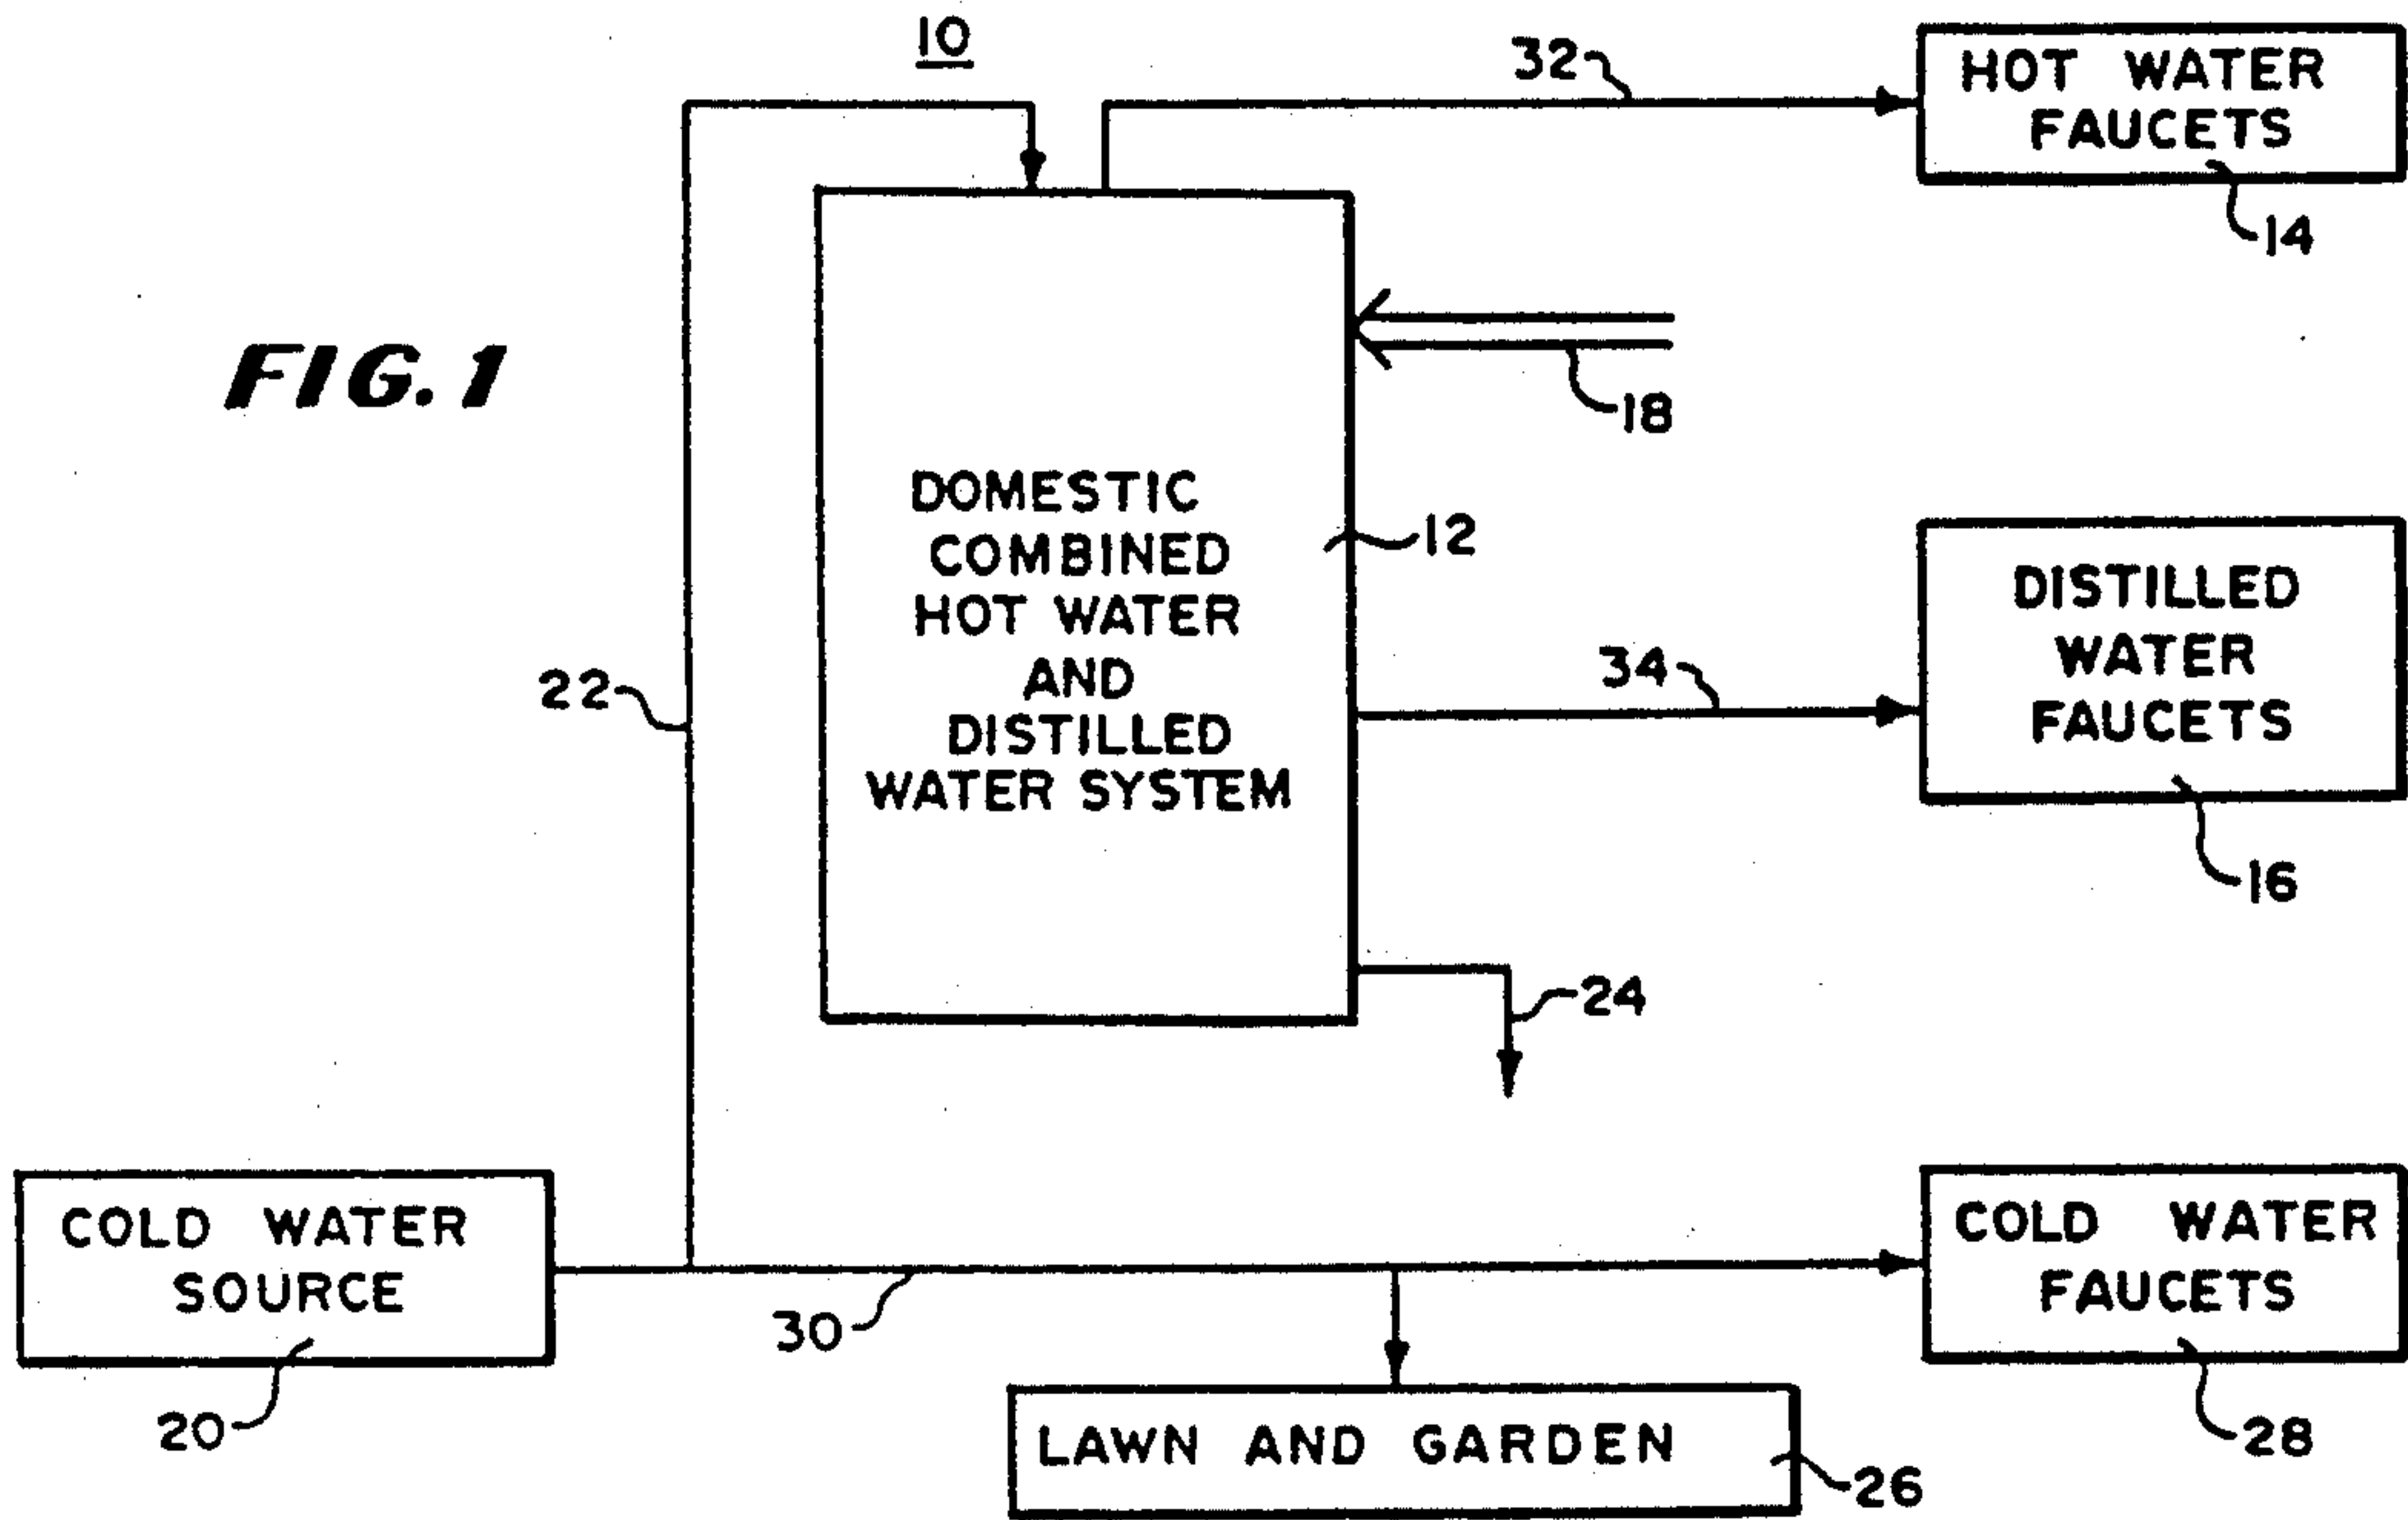 10
32
HOT WATER
FAUCETS
14
FIG. 1
18
DOMESTIC
COMBINED
HOT WATER
AND
DISTILLED
WATER SYSTEM
12
DISTILLED
WATER
FAUCETS
34
22
16
24
COLD WATER
SOURCE
COLD WATER
FAUCETS
30
20
LAWN AND GARDEN
28
26